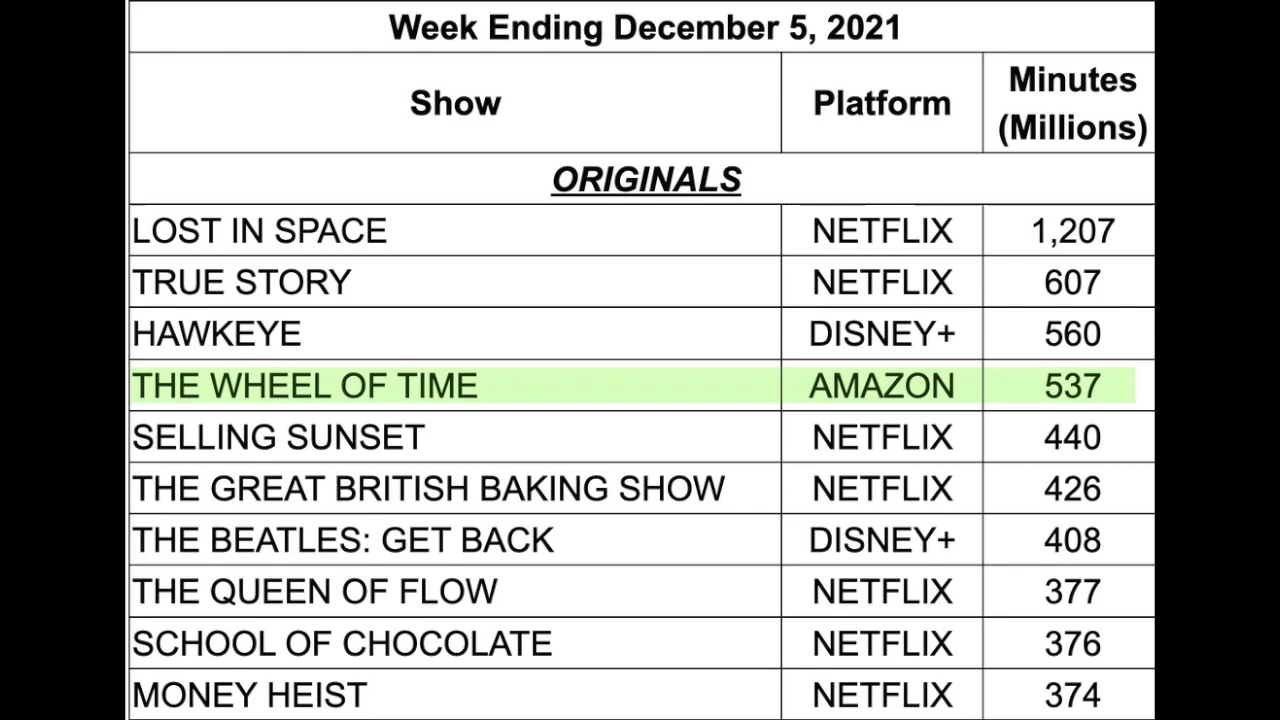 Week Ending December 5, 2021
Show Platform Minutes (Millions)
ORIGINALS
LOST IN SPACE NETFLIX 1,207
TRUE STORY NETFLIX 607
HAWKEYE DISNEY+ 560
THE WHEEL OF TIME AMAZON 537
SELLING SUNSET NETFLIX 440
THE GREAT BRITISH BAKING SHOW NETFLIX 426
THE BEATLES: GET BACK DISNEY+ 408
THE QUEEN OF FLOW NETFLIX 377
SCHOOL OF CHOCOLATE NETFLIX 376
MONEY HEIST NETFLIX 374